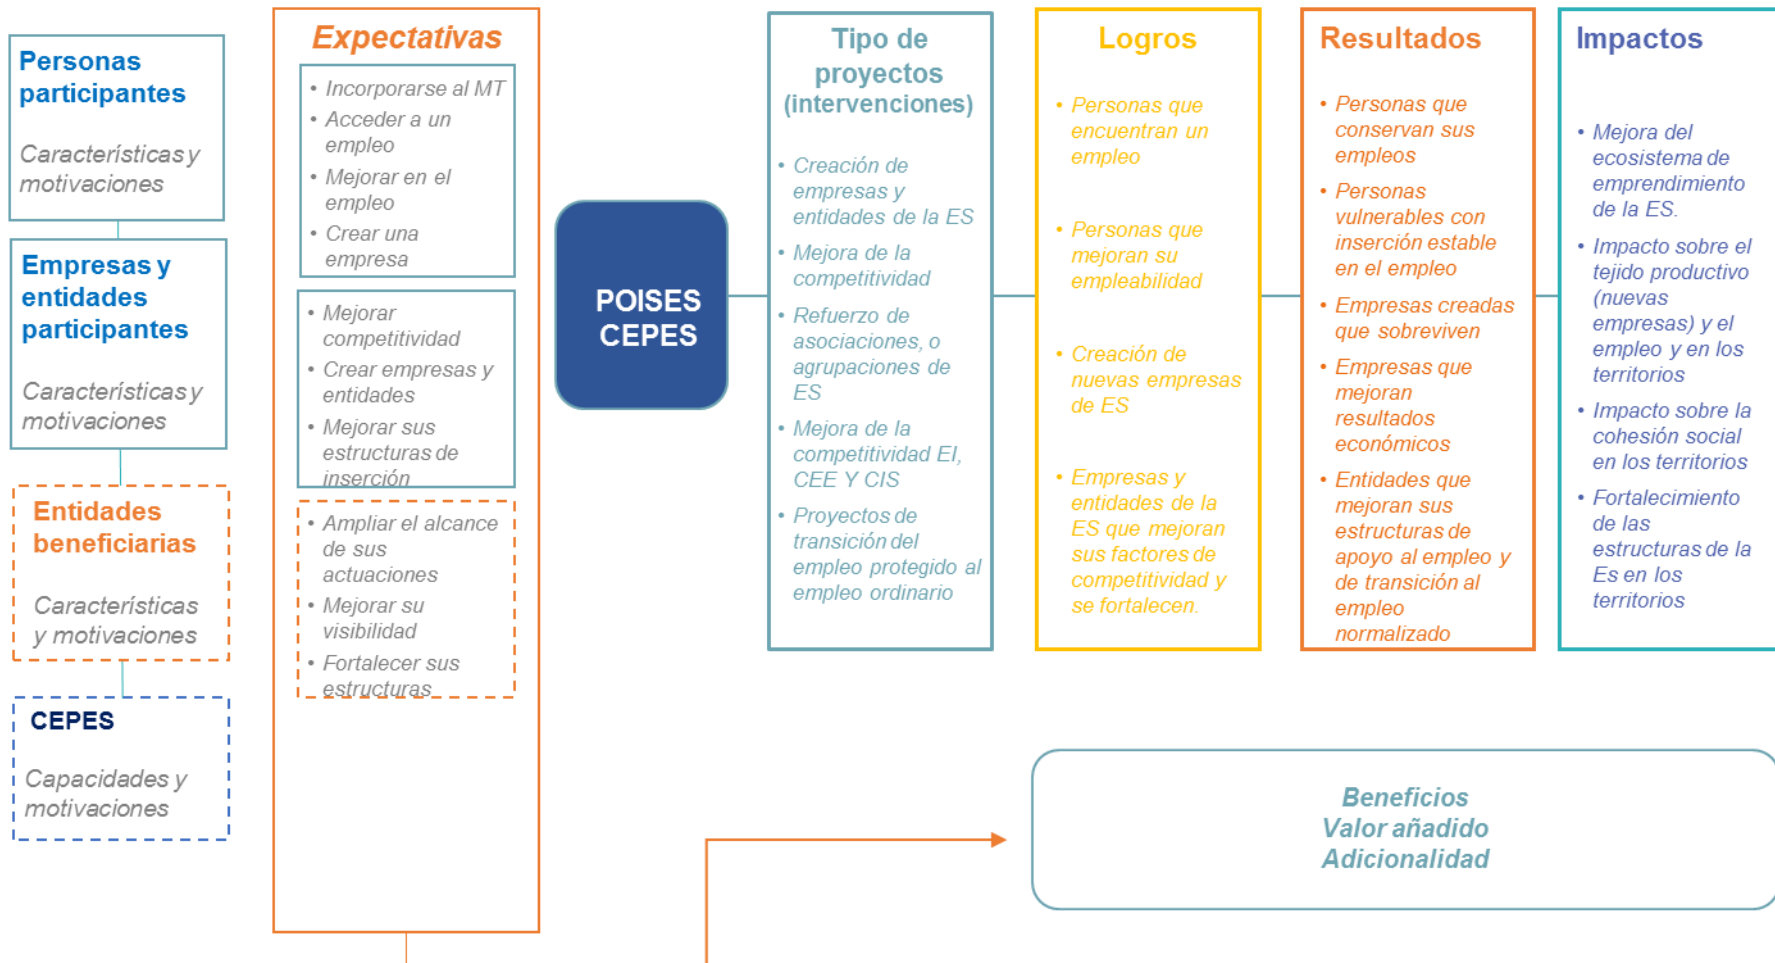 Personas
participantes
Características y
motivaciones
Empresas y
entidades
participantes
Características y
motivaciones
Entidades
beneficiarias
Características
y motivaciones
CEPES
Capacidades y
motivaciones
Expectativas
• Incorporarse al MT
• Acceder a un
empleo
• Mejorar en el
empleo
• Crear una
empresa
• Mejorar
competitividad
• Crear empresas y
entidades
• Mejorar sus
estructuras de
inserción
• Ampliar el alcance
de sus
actuaciones
• Mejorar su
visibilidad
• Fortalecer sus
estructuras
POISES
CEPES
Tipo de
proyectos
(intervenciones)
• Creación de
empresas y
entidades de la ES
• Mejora de la
competitividad
• Refuerzo de
asociaciones, o
agrupaciones de
ES
• Mejora de la
competitividad EI,
CEE Y CIS
• Proyectos de
transición del
empleo protegido al
empleo ordinario
Logros
• Personas que
encuentran un
empleo
• Personas que
mejoran su
empleabilidad
• Creación de
nuevas empresas
de ES
• Empresas y
entidades de la
ES que mejoran
sus factores de
competitividad y
se fortalecen.
Resultados
• Personas que
conservan sus
empleos
• Personas
vulnerables con
inserción estable
en el empleo
• Empresas creadas
que sobreviven
• Empresas que
mejoran
resultados
económicos
• Entidades que
mejoran sus
estructuras de
apoyo al empleo y
de transición al
empleo
normalizado
Impactos
• Mejora del
ecosistema de
emprendimiento
de la ES.
• Impacto sobre el
tejido productivo
(nuevas
empresas) y el
empleo y en los
territorios
• Impacto sobre la
cohesión social
en los territorios
• Fortalecimiento
de las
estructuras de la
Es en los
territorios
Beneficios
Valor añadido
Adicionalidad